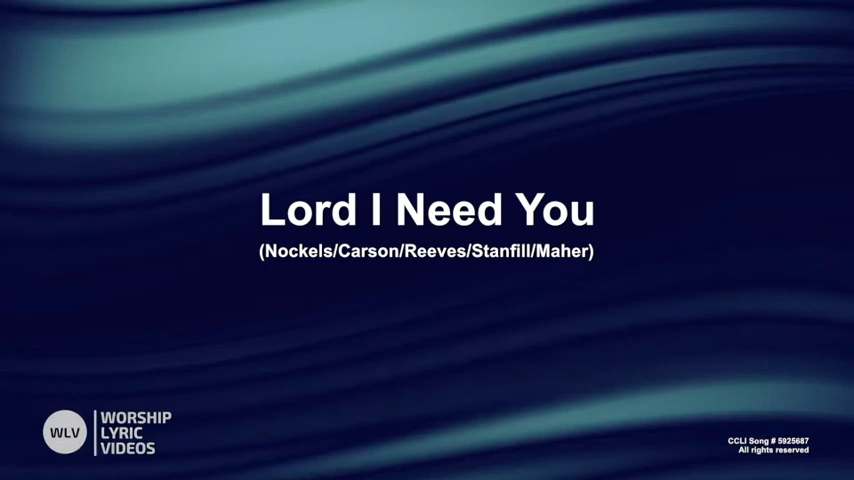 Lord I Need You
(Nockels/Carson/Reeves/Stanfill/Maher)
WLV
WORSHIP
LYRIC
VIDEOS
CCLI Song # 5925687
All rights reserved